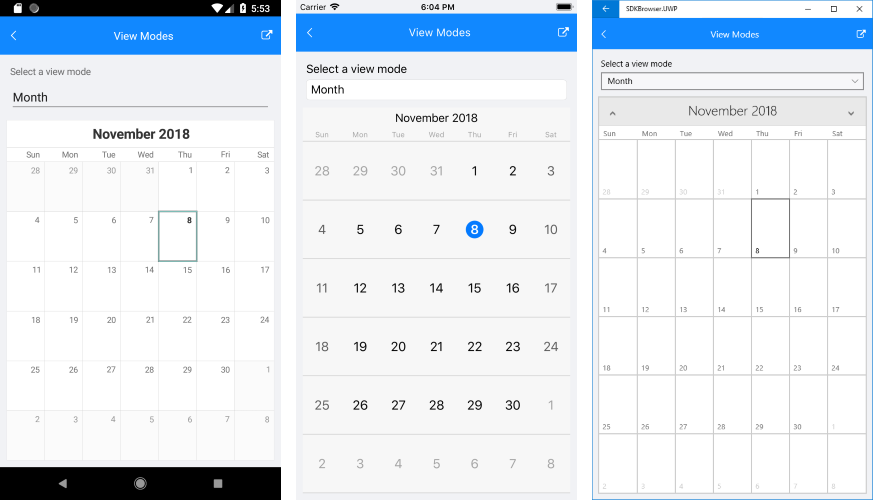 5:53
View Modes
Select a view mode
Month
November 2018
Sun Mon Tue Wed Thu Fri Sat
28 29 30 31 1 2 3
4 5 6 7 8 9 10
11 12 13 14 15 16 17
18 19 20 21 22 23 24
25 26 27 28 29 30 1
2 3 4 5 6 7 8
Carrier 6:04 PM
View Modes
Select a view mode
Month
November 2018
Sun Mon Tue Wed Thu Fri Sat
28 29 30 31 1 2 3
4 5 6 7 8 9 10
11 12 13 14 15 16 17
18 19 20 21 22 23 24
25 26 27 28 29 30 1
2 3 4 5 6 7 8
SDKBrowser.UWP
View Modes
Select a view mode
Month
November 2018
Sun Mon Tue Wed Thu Fri Sat
28 29 30 31 1 2 3
4 5 6 7 8 9 10
11 12 13 14 15 16 17
18 19 20 21 22 23 24
25 26 27 28 29 30 1
2 3 4 5 6 7 8